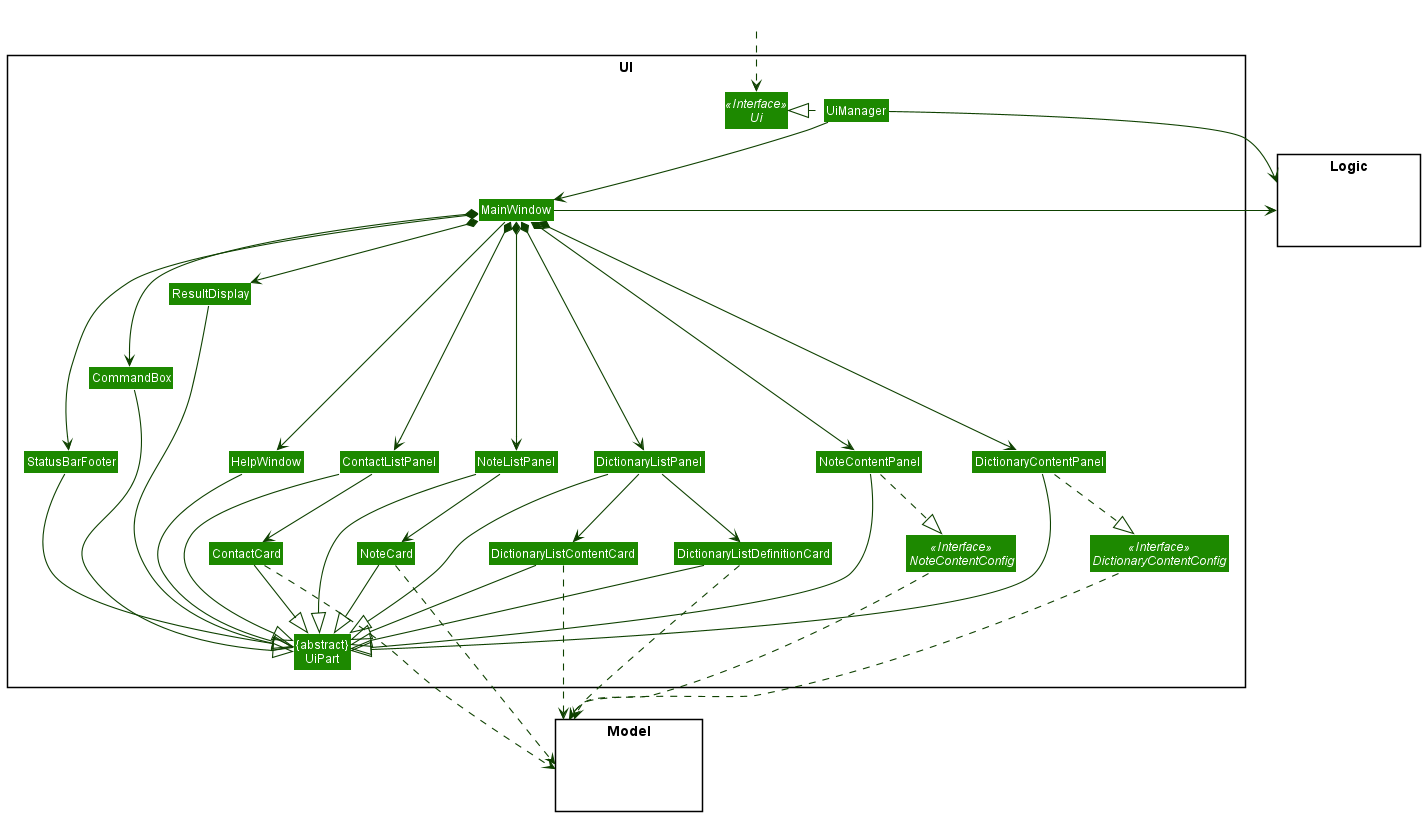 UI
«Interface»
Ui
UiManager
Logic
MainWindow
ResultDisplay
CommandBox
StatusBarFooter
HelpWindow
ContactListPanel
NoteListPanel
DictionaryListPanel
NoteContentPanel
DictionaryContentPanel
ContactCard
NoteCard
DictionaryListContentCard
DictionaryListDefinitionCard
«Interface»
NoteContentConfig
«Interface»
DictionaryContentConfig
{abstract}
UiPart
Model